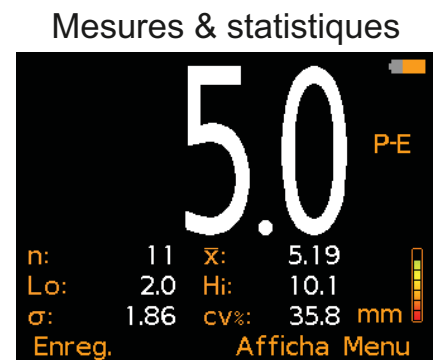 Mesures & statistiques
5.0 P-E
n: 11 x̅: 5.19
Lo: 2.0 Hi: 10.1
σ: 1.86 cv%: 35.8 mm
Enreg. Afficha Menu